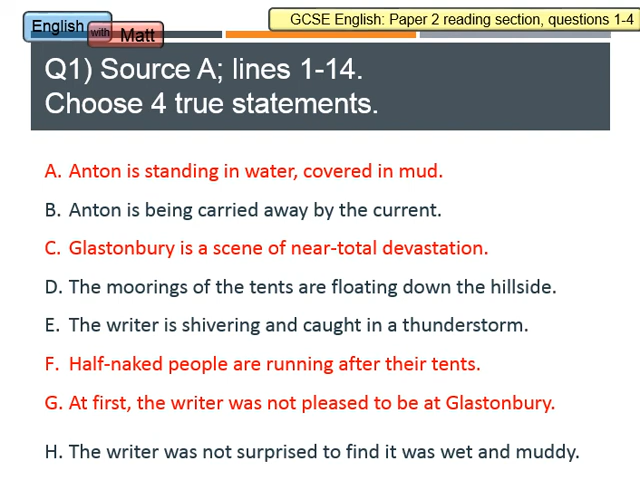 English with Matt
GCSE English: Paper 2 reading section, questions 1-4
Q1) Source A; lines 1-14.
Choose 4 true statements.
A. Anton is standing in water, covered in mud.
B. Anton is being carried away by the current.
C. Glastonbury is a scene of near-total devastation.
D. The moorings of the tents are floating down the hillside.
E. The writer is shivering and caught in a thunderstorm.
F. Half-naked people are running after their tents.
G. At first, the writer was not pleased to be at Glastonbury.
H. The writer was not surprised to find it was wet and muddy.